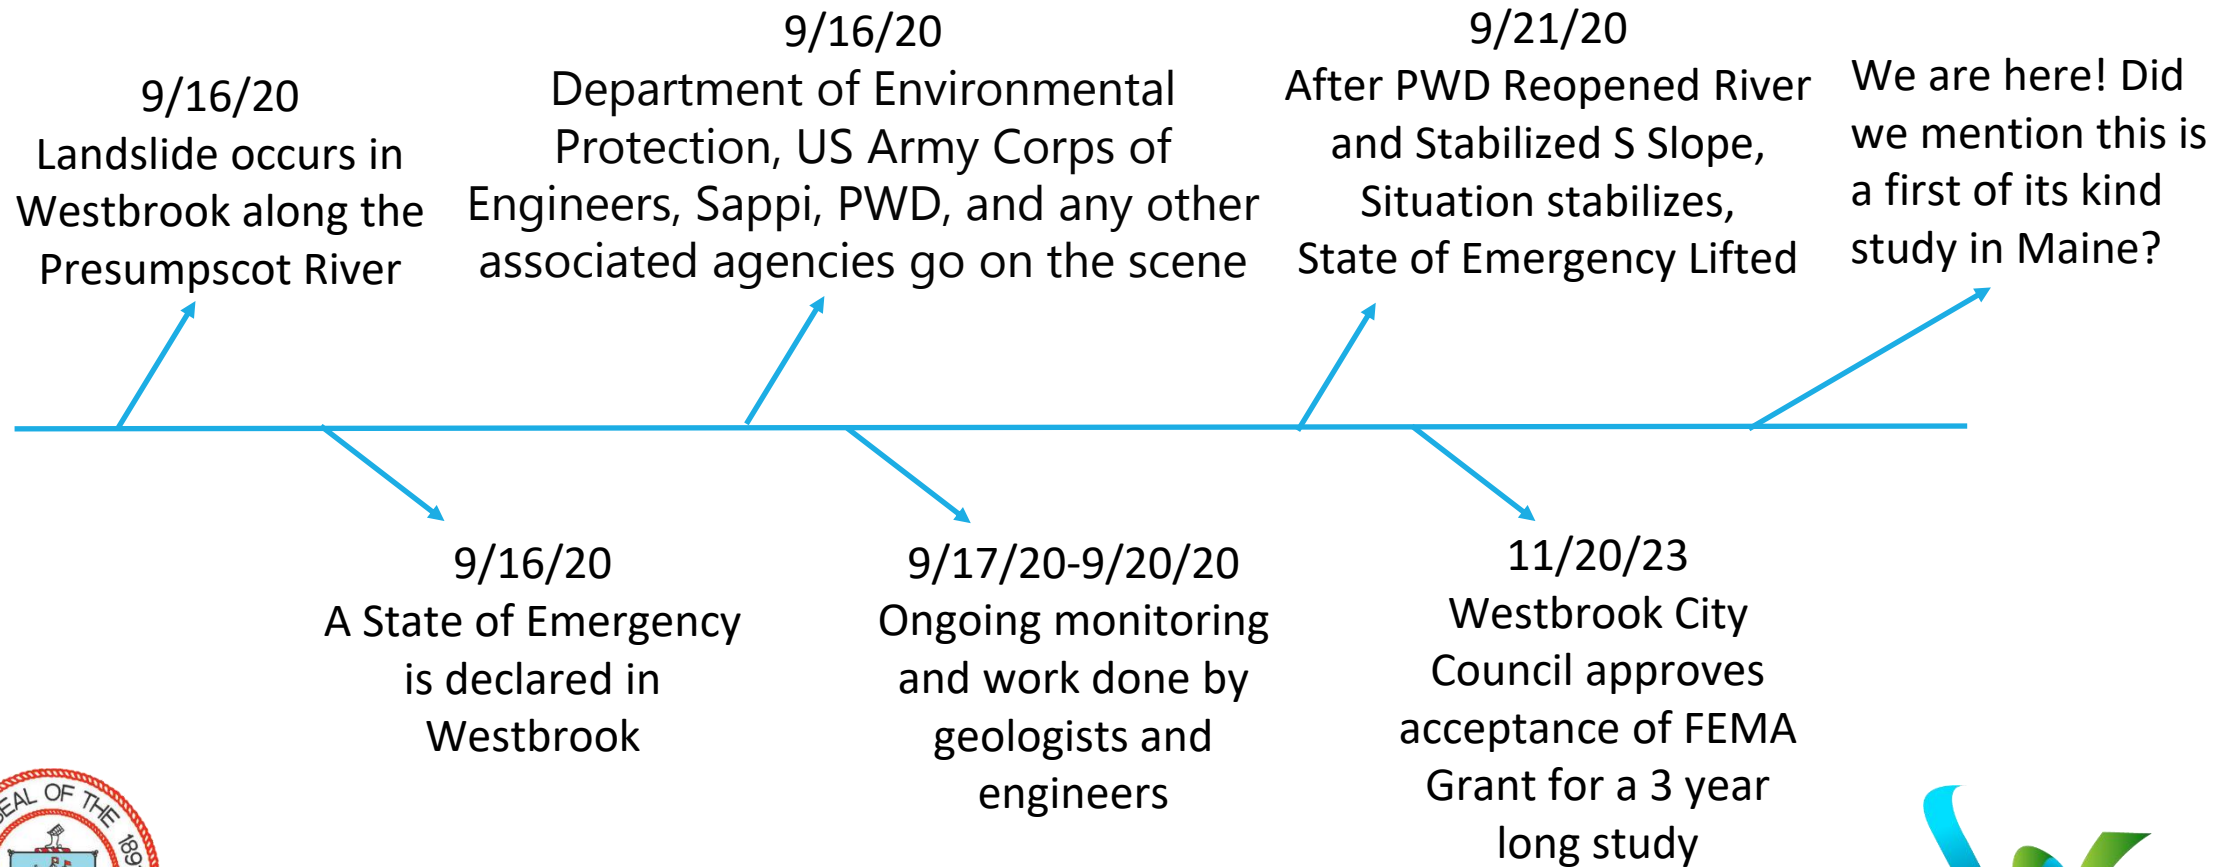 9/16/20
Landslide occurs in
Westbrook along the
Presumpscot River
9/16/20
A State of Emergency
is declared in
Westbrook
9/16/20
Department of Environmental
Protection, US Army Corps of
Engineers, Sappi, PWD, and any other
associated agencies go on the scene
9/17/20-9/20/20
Ongoing monitoring
and work done by
geologists and
engineers
9/21/20
After PWD Reopened River
and Stabilized S Slope,
Situation stabilizes,
State of Emergency Lifted
11/20/23
Westbrook City
Council approves
acceptance of FEMA
Grant for a 3 year
long study
We are here! Did
we mention this is
a first of its kind
study in Maine?
OF THE